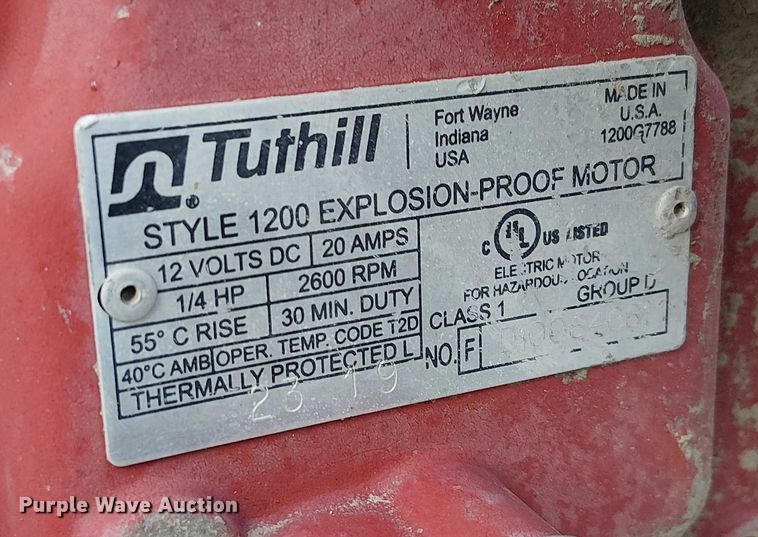 Tuthill
®
Fort Wayne
Indiana
USA
MADE IN
U.S.A.
1200G7788
STYLE 1200 EXPLOSION-PROOF MOTOR
12 VOLTS DC 20 AMPS
1/4 HP 2600 RPM
55° C RISE 30 MIN. DUTY
40°C AMB OPER. TEMP. CODE T2D
THERMALLY PROTECTED L
23 19
C UL US LISTED
ELECTRIC MOTOR
FOR HAZARDOUS LOCATION
CLASS 1 GROUP D
NO. F
Purple Wave Auction